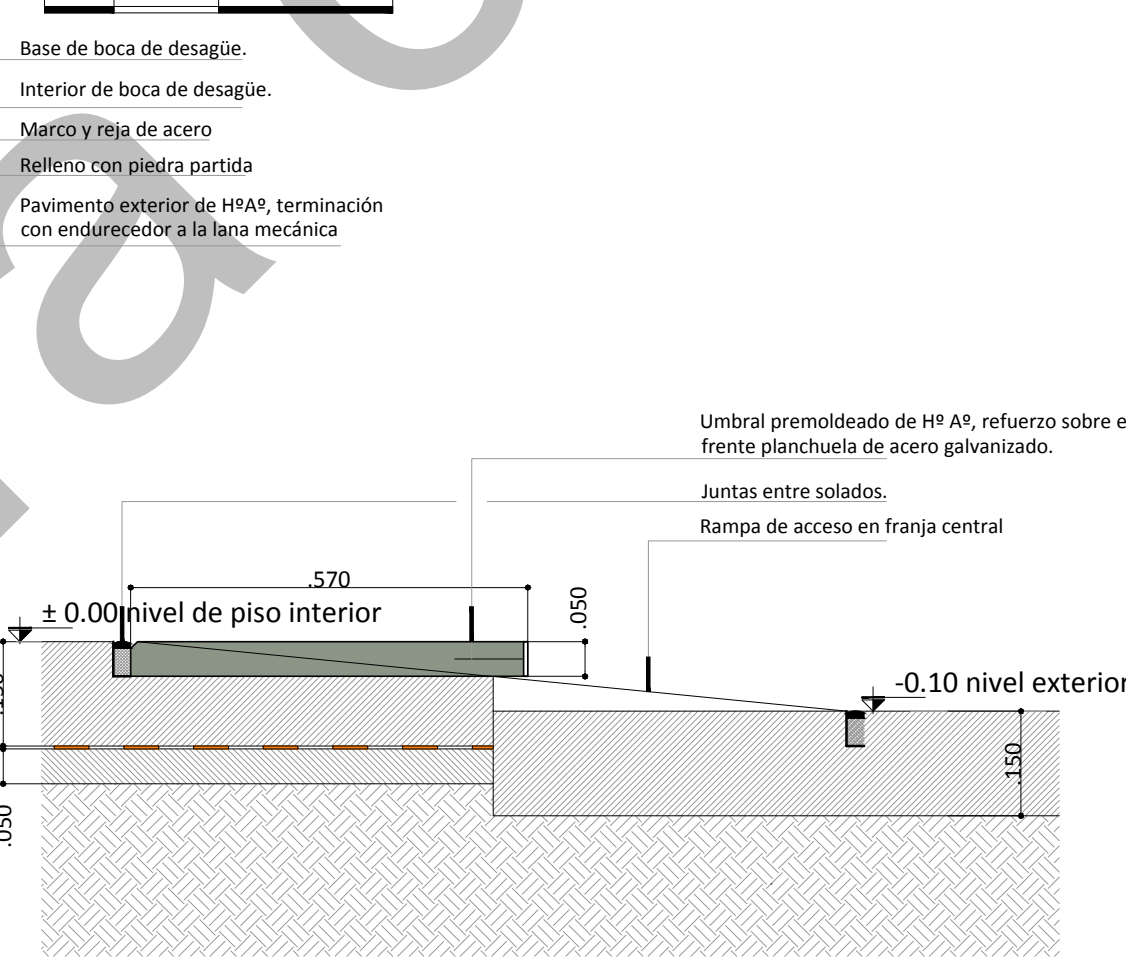 Base de boca de desagüe.
Interior de boca de desagüe.
Marco y reja de acero
Relleno con piedra partida
Pavimento exterior de HºAº, terminación
con endurecedor a la lana mecánica
Umbral premoldeado de Hº Aº, refuerzo sobre e
frente planchuela de acero galvanizado.
Juntas entre solados.
Rampa de acceso en franja central
.570
.050
± 0.00 nivel de piso interior
-0.10 nivel exterior
.150
.050